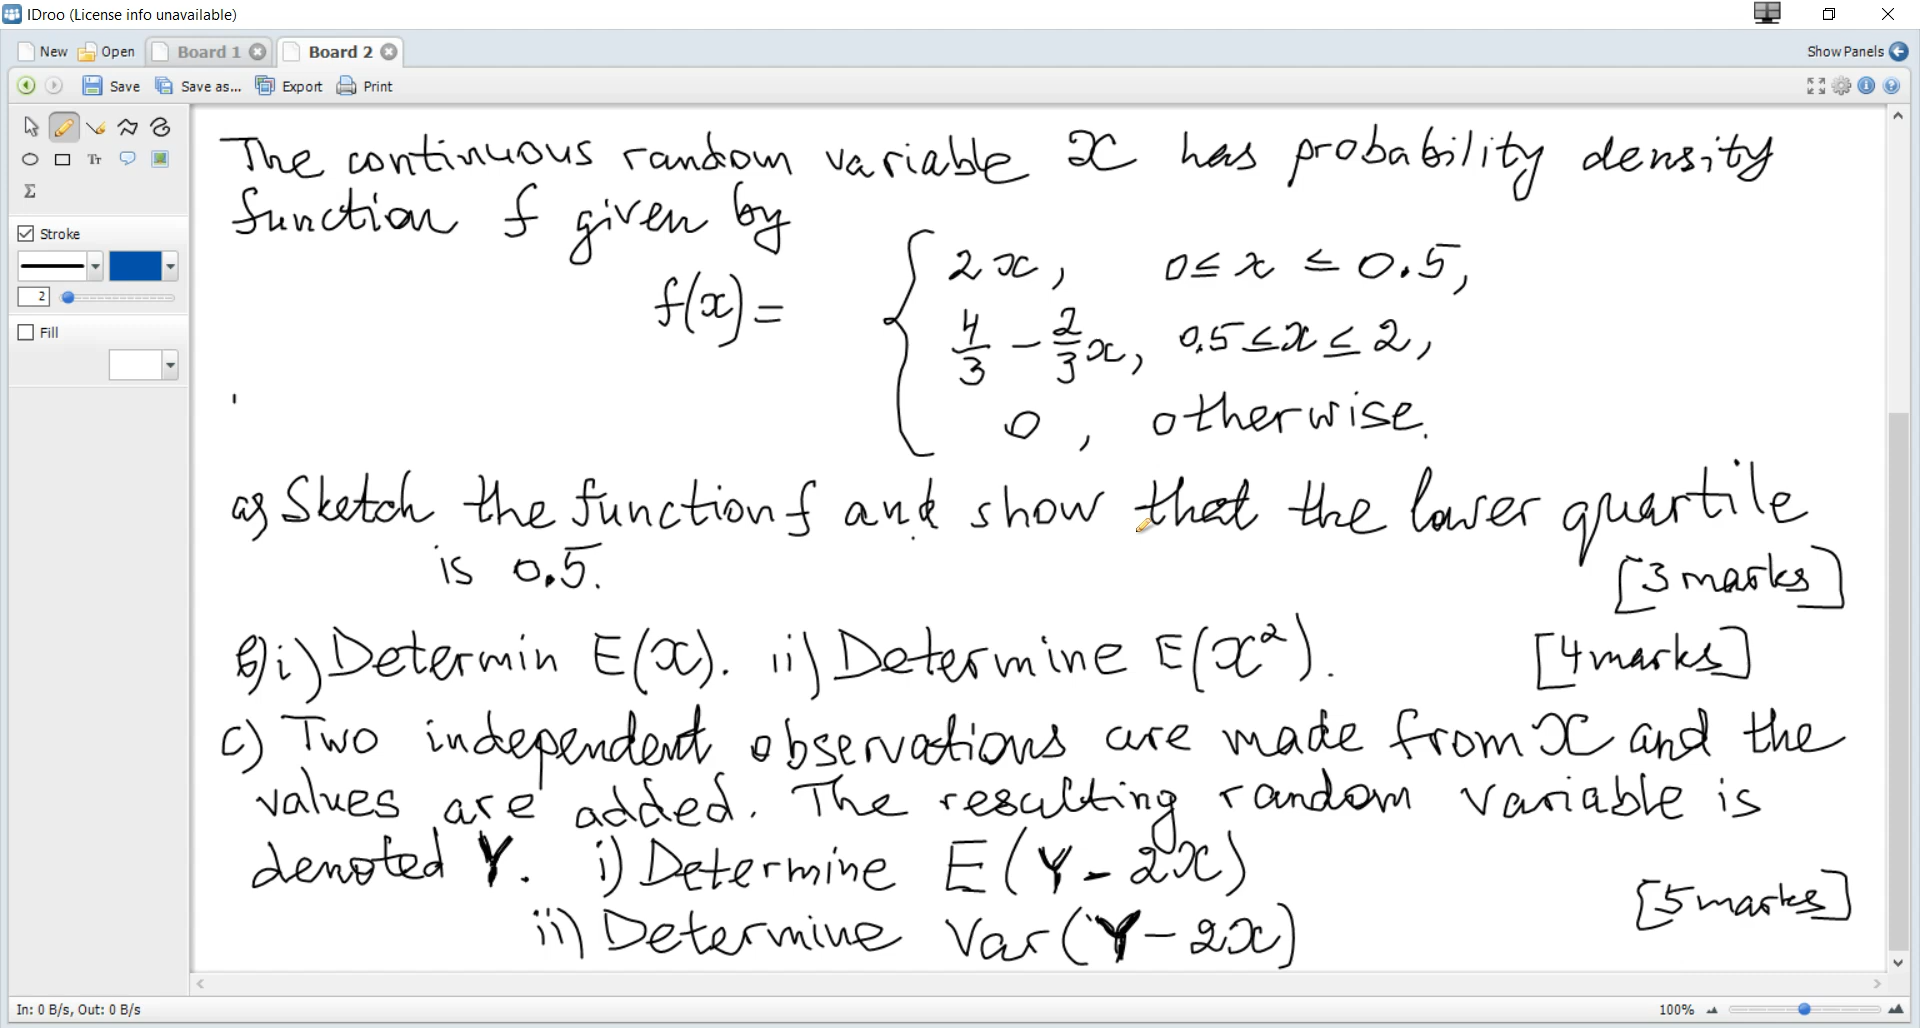 IDroo (License info unavailable)
New Open Board 1 Board 2 Show Panels
Save Save as... Export Print
Tт
Σ
Stroke
2
Fill
The continuous random variable X has probability density
function f given by
f(x) = { 2x, 0 ≤ x ≤ 0.5,
4/3 - 2/3 x, 0.5 ≤ x ≤ 2,
0, otherwise.
a) Sketch the function f and show that the lower quartile
is 0.5.
[3 marks]
b) i) Determin E(X). ii) Determine E(X²). [4 marks]
c) Two independent observations are made from X and the
values are added. The resulting random variable is
denoted Y. i) Determine E(Y - 2X)
ii) Determine Var(Y - 2X)
[5 marks]
In: 0 B/s, Out: 0 B/s 100%